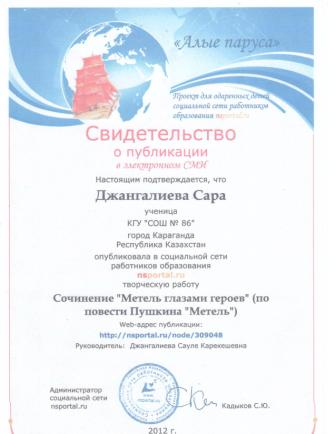 «Алые паруса»
Проект для одаренных детей
социальной сети работников
образования nsportal.ru
Свидетельство
о публикации
в электронном СМИ
Настоящим подтверждается, что
Джангалиева Сара
ученица
КГУ "СОШ № 86"
город Караганда
Республика Казахстан
опубликовала в социальной сети
работников образования
nsportal.ru
творческую работу
Сочинение "Метель глазами героев" (по
повести Пушкина "Метель")
Web-адрес публикации:
http://nsportal.ru/node/309048
Руководитель: Джангалиева Сауле Карекешевна
Администратор
социальной сети
nsportal.ru
Кадыков С.Ю.
2012 г.